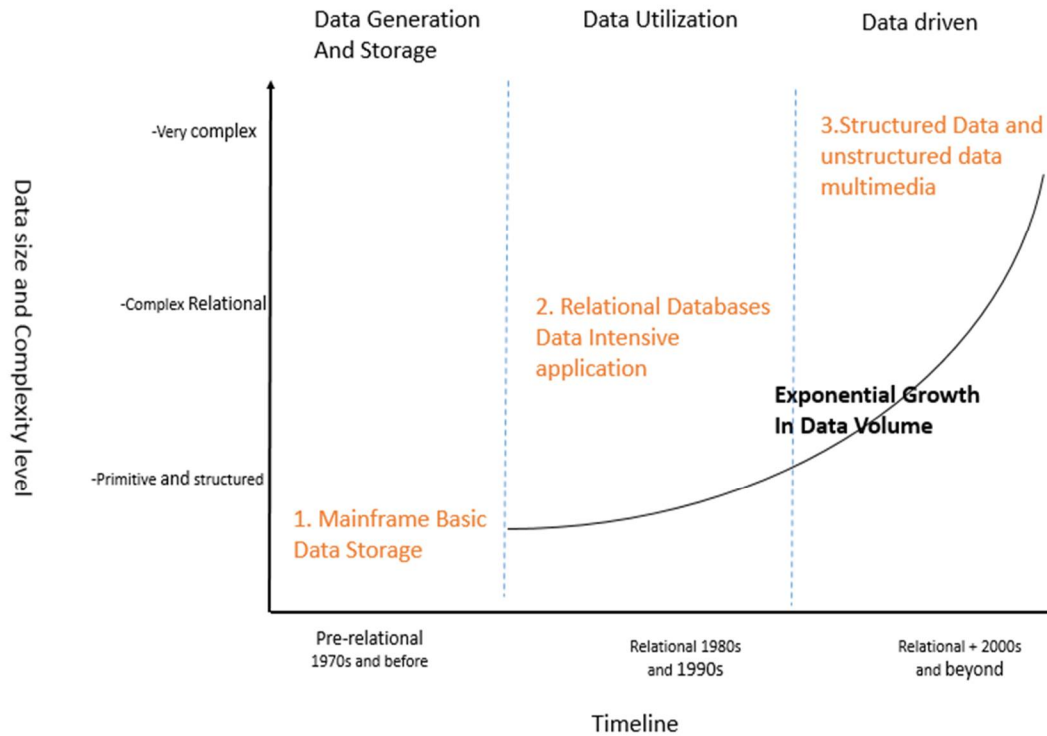 Data Generation
And Storage
Data Utilization
Data driven
-Very complex
3.Structured Data and
unstructured data
multimedia
Data size and Complexity level
-Complex Relational
2. Relational Databases
Data Intensive
application
Exponential Growth
In Data Volume
-Primitive and structured
1. Mainframe Basic
Data Storage
Pre-relational
1970s and before
Relational 1980s
and 1990s
Relational + 2000s
and beyond
Timeline